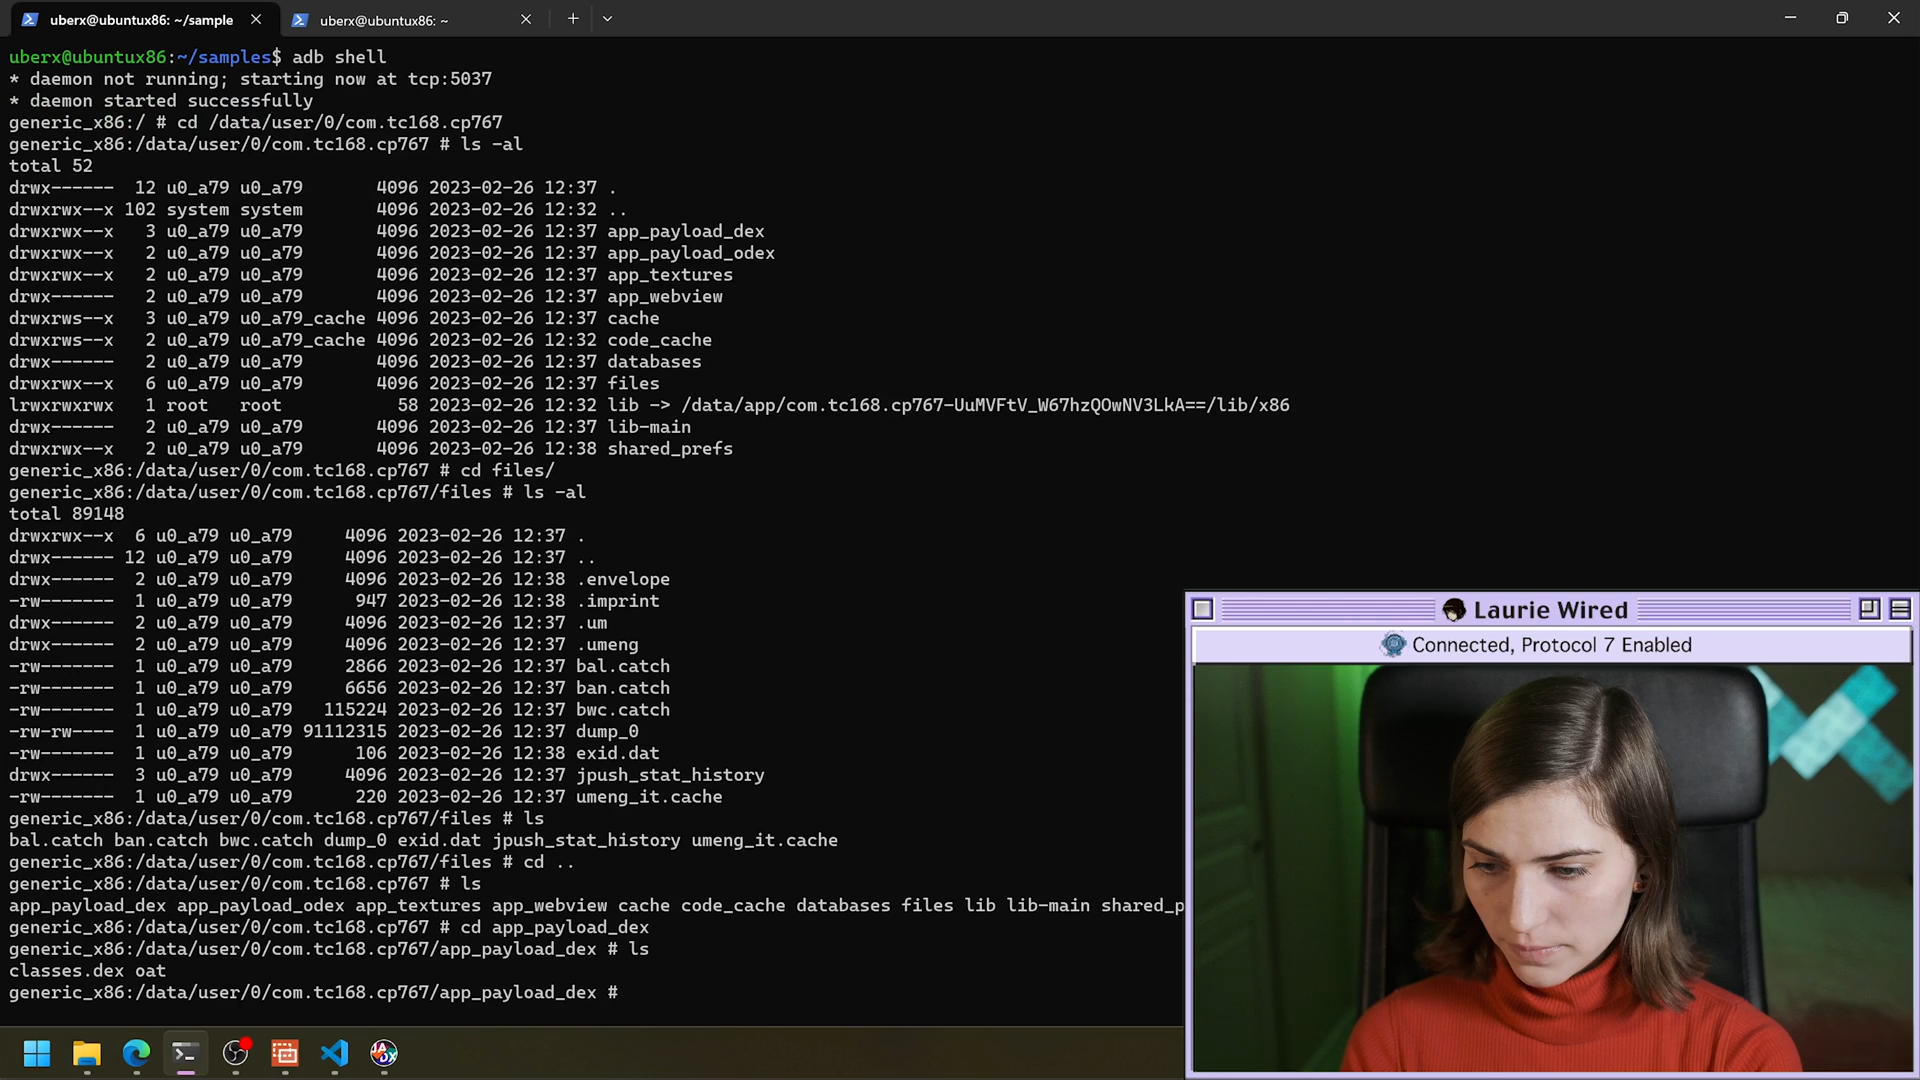 uberx@ubuntux86: ~/sample
uberx@ubuntux86: ~
uberx@ubuntux86:~/samples$ adb shell
* daemon not running; starting now at tcp:5037
* daemon started successfully
generic_x86:/ # cd /data/user/0/com.tc168.cp767
generic_x86:/data/user/0/com.tc168.cp767 # ls -al
total 52
drwx------  12 u0_a79 u0_a79       4096 2023-02-26 12:37 .
drwxrwx--x 102 system system       4096 2023-02-26 12:32 ..
drwxrwx--x   3 u0_a79 u0_a79       4096 2023-02-26 12:37 app_payload_dex
drwxrwx--x   2 u0_a79 u0_a79       4096 2023-02-26 12:37 app_payload_odex
drwxrwx--x   2 u0_a79 u0_a79       4096 2023-02-26 12:37 app_textures
drwx------   2 u0_a79 u0_a79       4096 2023-02-26 12:37 app_webview
drwxrws--x   3 u0_a79 u0_a79_cache 4096 2023-02-26 12:37 cache
drwxrws--x   2 u0_a79 u0_a79_cache 4096 2023-02-26 12:32 code_cache
drwx------   2 u0_a79 u0_a79       4096 2023-02-26 12:37 databases
drwxrwx--x   6 u0_a79 u0_a79       4096 2023-02-26 12:37 files
lrwxrwxrwx   1 root   root           58 2023-02-26 12:32 lib -> /data/app/com.tc168.cp767-UuMVFtV_W67hzQOwNV3LkA==/lib/x86
drwx------   2 u0_a79 u0_a79       4096 2023-02-26 12:37 lib-main
drwxrwx--x   2 u0_a79 u0_a79       4096 2023-02-26 12:38 shared_prefs
generic_x86:/data/user/0/com.tc168.cp767 # cd files/
generic_x86:/data/user/0/com.tc168.cp767/files # ls -al
total 89148
drwxrwx--x  6 u0_a79 u0_a79     4096 2023-02-26 12:37 .
drwx------ 12 u0_a79 u0_a79     4096 2023-02-26 12:37 ..
drwx------  2 u0_a79 u0_a79     4096 2023-02-26 12:38 .envelope
-rw-------  1 u0_a79 u0_a79      947 2023-02-26 12:38 .imprint
drwx------  2 u0_a79 u0_a79     4096 2023-02-26 12:37 .um
drwx------  2 u0_a79 u0_a79     4096 2023-02-26 12:37 .umeng
-rw-------  1 u0_a79 u0_a79     2866 2023-02-26 12:37 bal.catch
-rw-------  1 u0_a79 u0_a79     6656 2023-02-26 12:37 ban.catch
-rw-------  1 u0_a79 u0_a79   115224 2023-02-26 12:37 bwc.catch
-rw-rw----  1 u0_a79 u0_a79 91112315 2023-02-26 12:37 dump_0
-rw-------  1 u0_a79 u0_a79      106 2023-02-26 12:38 exid.dat
drwx------  3 u0_a79 u0_a79     4096 2023-02-26 12:37 jpush_stat_history
-rw-------  1 u0_a79 u0_a79      220 2023-02-26 12:37 umeng_it.cache
generic_x86:/data/user/0/com.tc168.cp767/files # ls
bal.catch ban.catch bwc.catch dump_0 exid.dat jpush_stat_history umeng_it.cache
generic_x86:/data/user/0/com.tc168.cp767/files # cd ..
generic_x86:/data/user/0/com.tc168.cp767 # ls
app_payload_dex app_payload_odex app_textures app_webview cache code_cache databases files lib lib-main shared_p
generic_x86:/data/user/0/com.tc168.cp767 # cd app_payload_dex
generic_x86:/data/user/0/com.tc168.cp767/app_payload_dex # ls
classes.dex oat
generic_x86:/data/user/0/com.tc168.cp767/app_payload_dex #
Laurie Wired
Connected, Protocol 7 Enabled
JADX